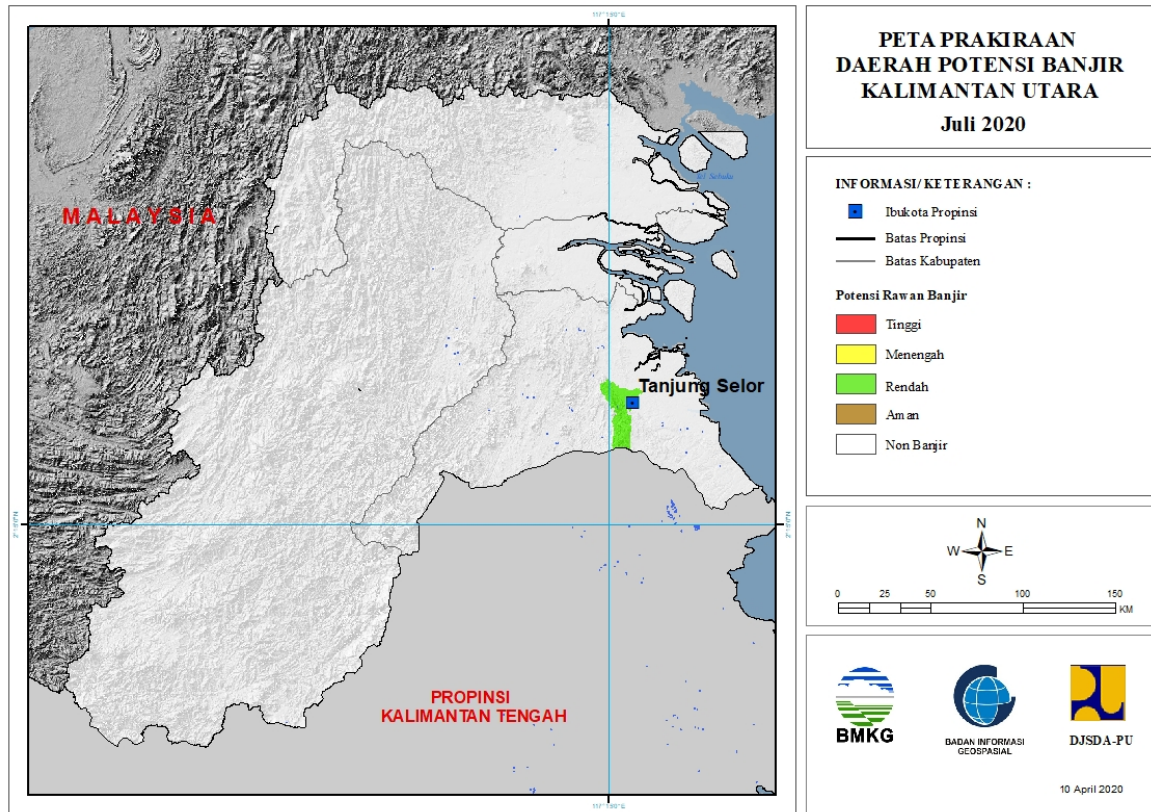 PETA PRAKIRAAN
DAERAH POTENSI BANJIR
KALIMANTAN UTARA
Juli 2020
MALAYSIA
Tanjung Selor
PROPINSI
KALIMANTAN TENGAH
INFORMASI/ KETERANGAN :
Ibukota Propinsi
Batas Propinsi
Batas Kabupaten
Potensi Rawan Banjir
Tinggi
Menengah
Rendah
Aman
Non Banjir
N
W E
S
0 25 50 100 150
KM
BMKG
BADAN INFORMASI
GEOSPASIAL
DJSDA-PU
10 April 2020